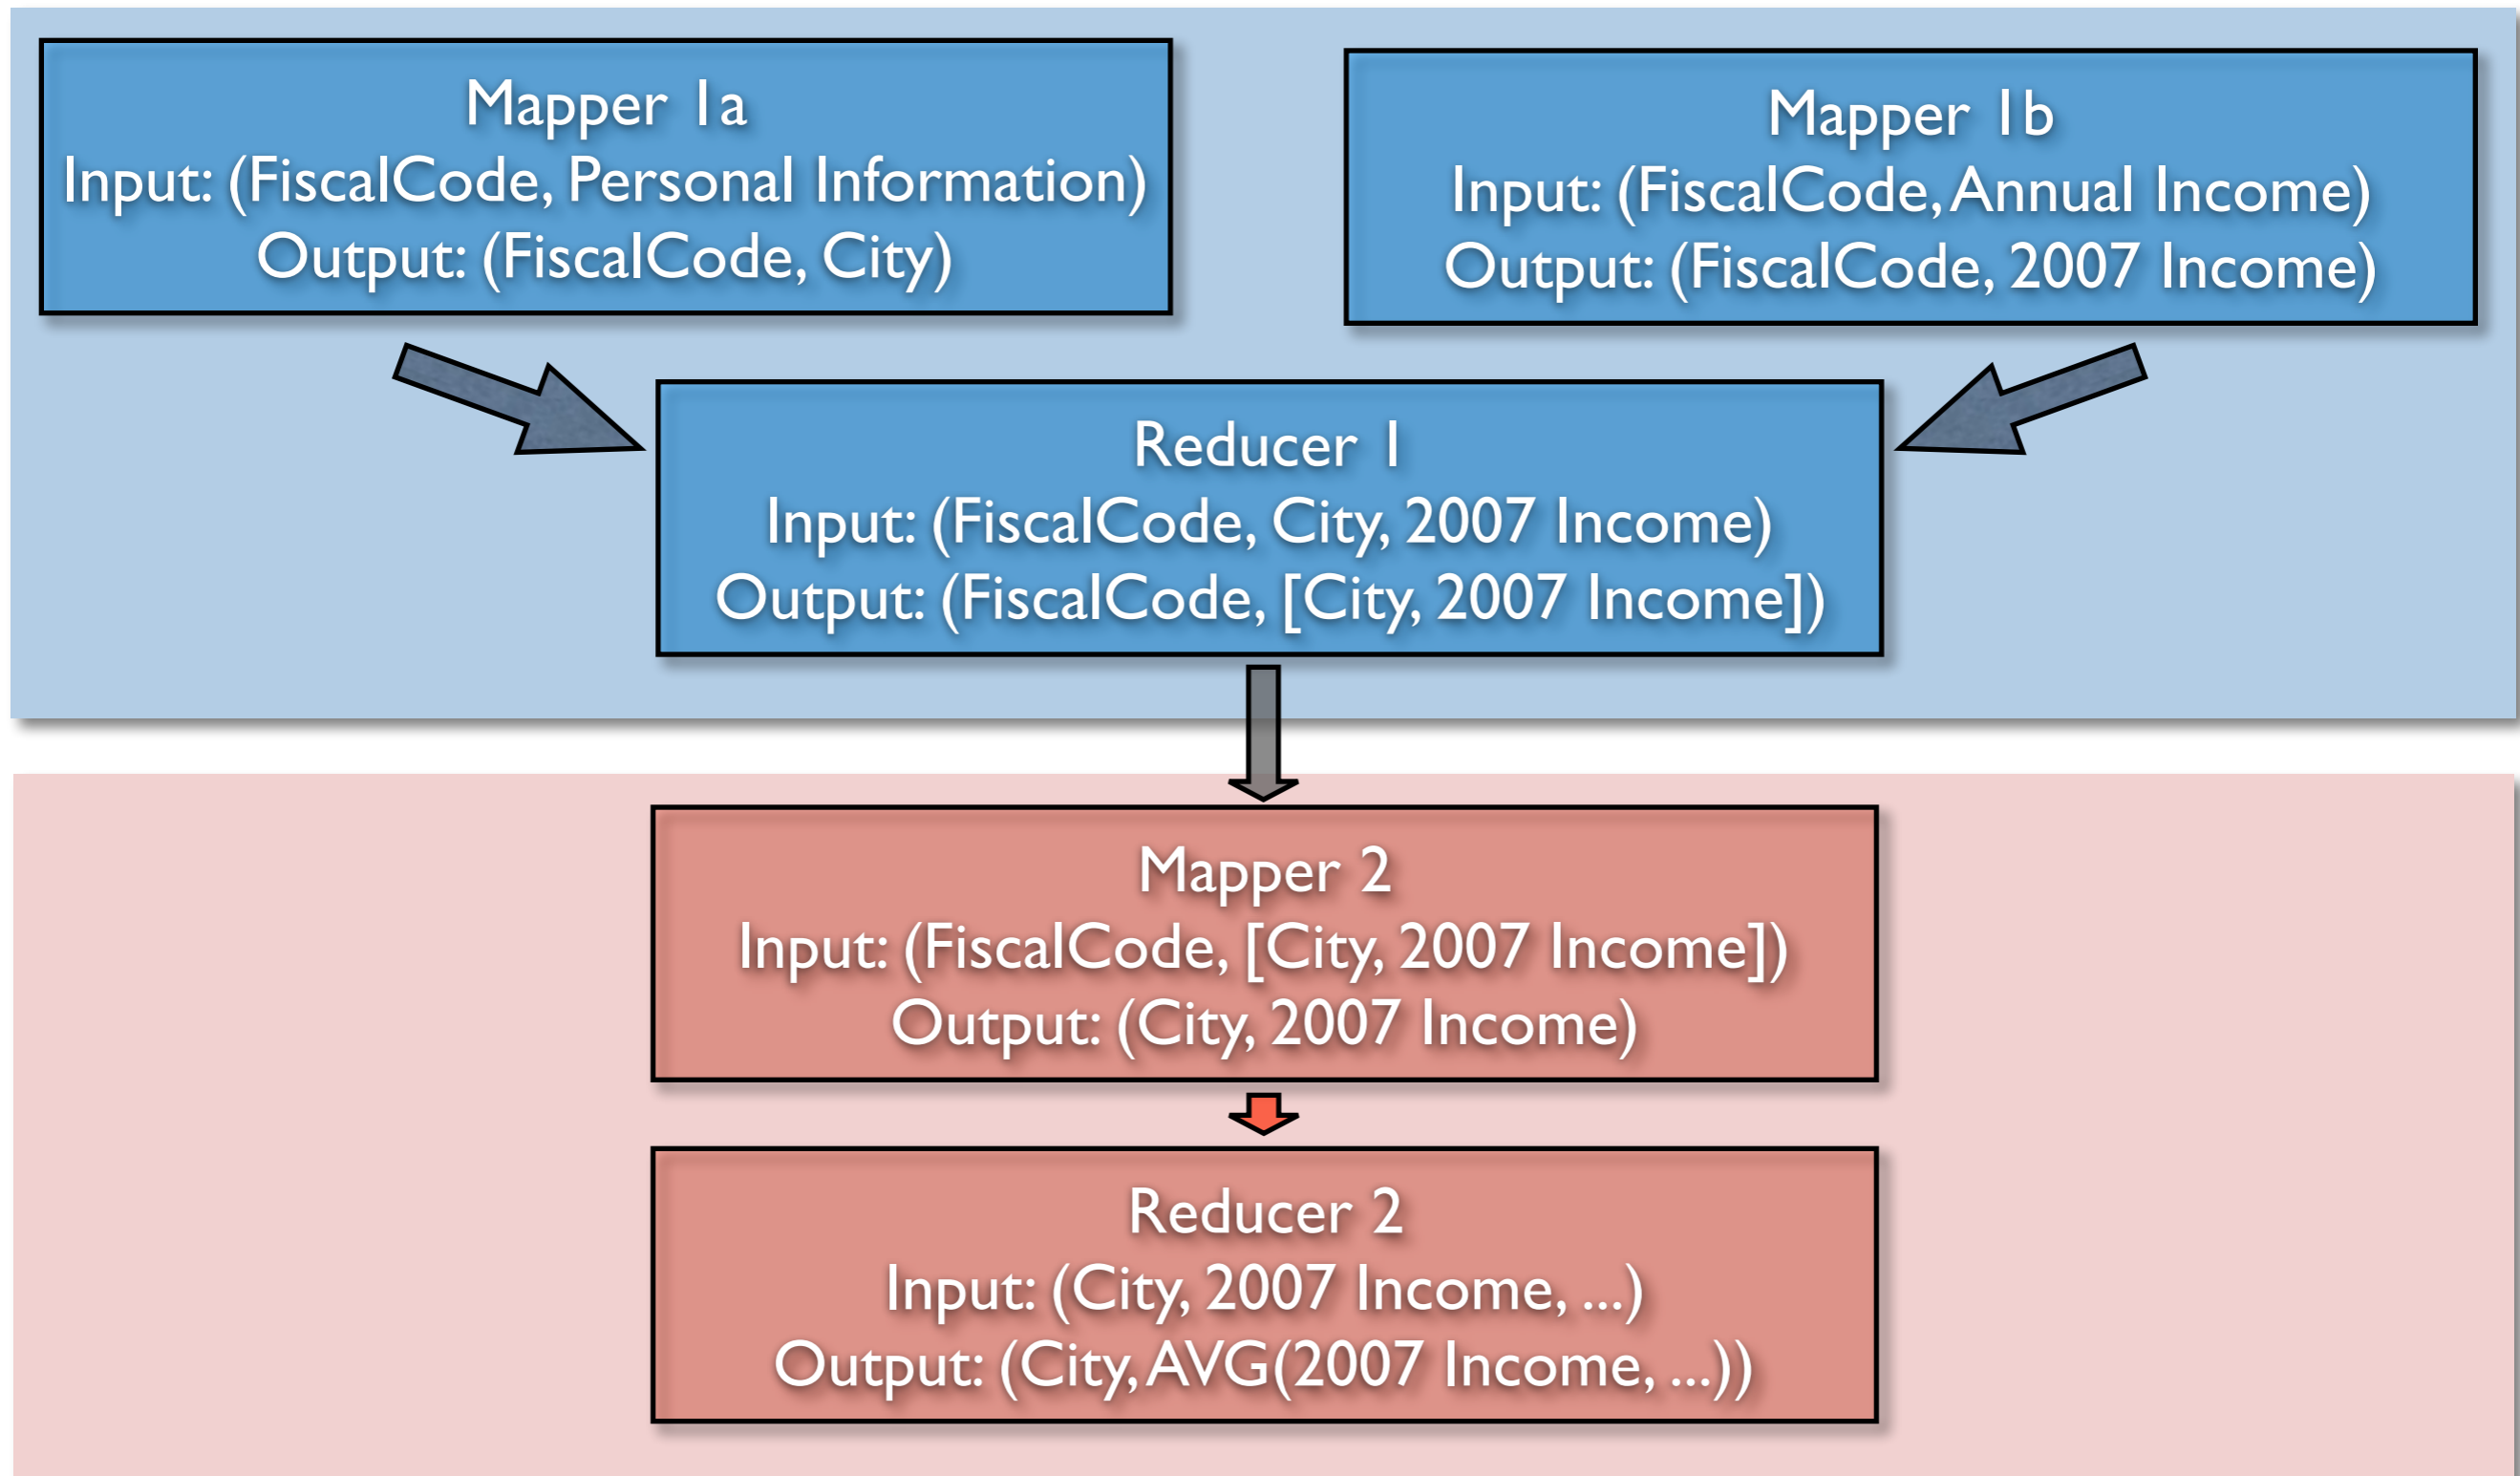 Mapper 1a
Input: (FiscalCode, Personal Information)
Output: (FiscalCode, City)
Mapper 1b
Input: (FiscalCode, Annual Income)
Output: (FiscalCode, 2007 Income)
Reducer 1
Input: (FiscalCode, City, 2007 Income)
Output: (FiscalCode, [City, 2007 Income])
Mapper 2
Input: (FiscalCode, [City, 2007 Income])
Output: (City, 2007 Income)
Reducer 2
Input: (City, 2007 Income, ...)
Output: (City, AVG(2007 Income, ...))